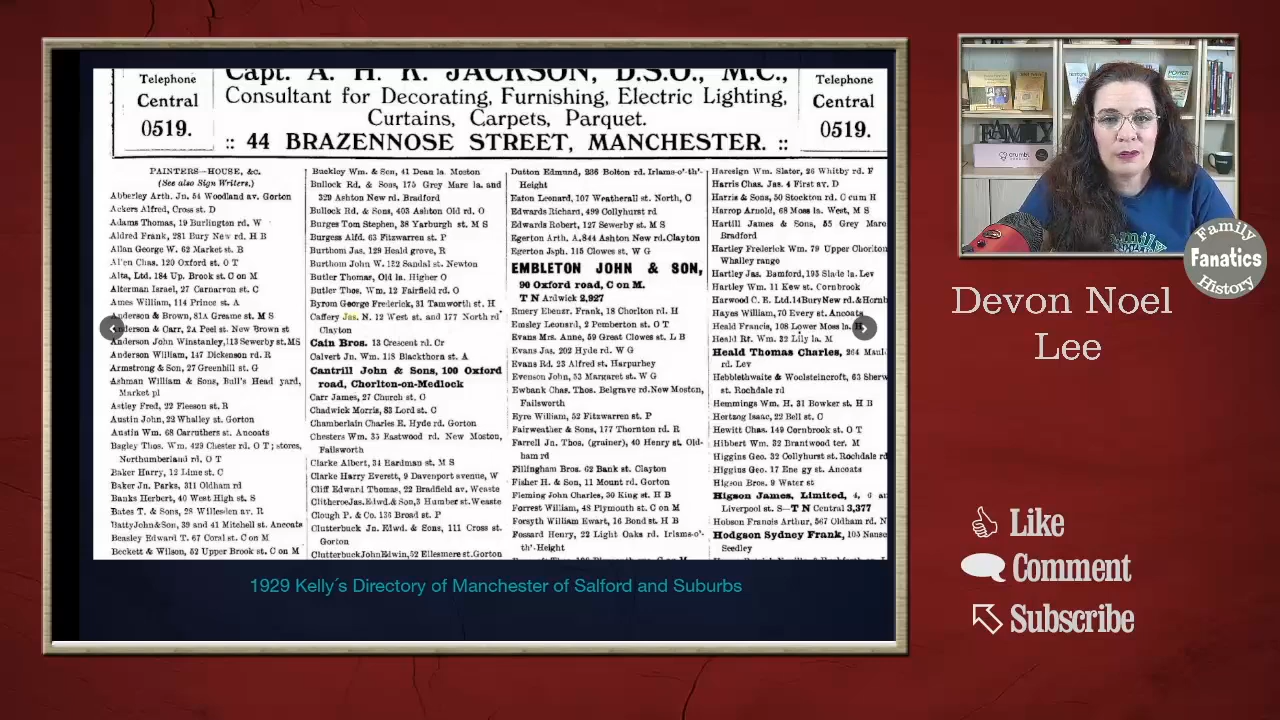 Telephone
Central
0519.
Capt. A. H. R. JACKSON, D.S.O., M.C.,
Consultant for Decorating, Furnishing, Electric Lighting,
Curtains, Carpets, Parquet.
:: 44 BRAZENNOSE STREET, MANCHESTER. ::
Telephone
Central
0519.
PAINTERS—HOUSE, &c.
(See also Sign Writers.)
Abberley Arth. Jn. 54 Woodland av. Gorton
Ackers Alfred, Cross st. D
Adams Thomas, 19 Burlington rd. W
Aldred Frank, 281 Bury New rd. H B
Allan George W. 62 Market st. B
Allen Chas. 120 Oxford st. O T
Alta, Ltd. 184 Up. Brook st. C on M
Alterman Israel, 27 Carnarvon st. C
Ames William, 114 Prince st. A
Anderson & Brown, 81A Greame st. M S
Anderson & Carr, 2A Peel st. New Brown st
Anderson John Winstanley, 113 Sewerby st. M S
Anderson William, 147 Dickenson rd. R
Armstrong & Son, 27 Greenhill st. G
Ashman William & Sons, Bull's Head yard,
Market pl
Astley Fred, 22 Fleeson st. R
Austin John, 22 Whalley st. Gorton
Austin Wm. 68 Carruthers st. Ancoats
Bagley Thos. Wm. 429 Chester rd. O T; stores,
Northumberland rd. O T
Baker Harry, 12 Lime st. C
Baker Jn. Parks, 311 Oldham rd
Banks Herbert, 40 West High st. S
Bates T. & Sons, 28 Willesden av. R
Batty John & Son, 39 and 41 Mitchell st. Ancoats
Beasley Edward T. 67 Coral st. C on M
Beckett & Wilson, 52 Upper Brook st. C on M
Buckley Wm. & Son, 41 Dean la. Moston
Bullock Rd. & Sons, 175 Grey Mare la. and
329 Ashton New rd. Bradford
Bullock Rd. & Sons, 403 Ashton Old rd. O
Burges Tom Stephen, 38 Yarburgh st. M S
Burgess Alfd. 63 Fitzwarren st. P
Burthom Jas. 129 Heald grove, R
Burthom John W. 132 Sandal st. Newton
Butler Thomas, Old la. Higher O
Butler Thos. Wm. 12 Fairfield rd. O
Byrom George Frederick, 31 Tamworth st. H
Caffery Jas. N. 12 West st. and 177 North rd
Clayton
Cain Bros. 13 Crescent rd. Cr
Calvert Jn. Wm. 118 Blackthorn st. A
Cantrill John & Sons, 100 Oxford
road, Chorlton-on-Medlock
Carr James, 27 Church st. O
Chadwick Morris, 83 Lord st. C
Chamberlain Charles E. Hyde rd. Gorton
Chesters Wm. 35 Eastwood rd. New Moston,
Failsworth
Clarke Albert, 34 Eardman st. M S
Clarke Harry Everett, 9 Davenport avenue, W
Cliff Edward Thomas, 22 Bradfield av. Weaste
Clitheroe Jas. Edwd. & Son, 3 Humber st. Weaste
Clough P. & Co. 136 Broad st. P
Clutterbuck Jn. Edwd. & Sons, 111 Cross st.
Gorton
Clutterbuck John Edwin, 52 Ellesmere st. Gorton
Dutton Edmund, 236 Bolton rd. Irlams-o'-th'-
Height
Eaton Leonard, 107 Weatherall st. North, C
Edwards Richard, 499 Collyhurst rd
Edwards Robert, 127 Sewerby st. M S
Egerton Arth. A. 844 Ashton New rd. Clayton
Egerton Jsph. 115 Clowes st. W G
EMBLETON JOHN & SON,
90 Oxford road, C on M.
T N Ardwick 2,927
Emery Ebenzr. Frank, 18 Chorlton rd. H
Emsley Leonard, 2 Pemberton st. O T
Evans Mrs. Anne, 59 Great Clowes st. L B
Evans Jas. 202 Hyde rd. W G
Evans Rd. 23 Alfred st. Harpurhey
Evenson John, 53 Margaret st. W G
Ewbank Chas. Thos. Belgrave rd. New Moston,
Failsworth
Eyre William, 52 Fitzwarren st. P
Fairweather & Sons, 177 Thornton rd. R
Farrell Jn. Thos. (grainer), 40 Henry st. Old-
ham rd
Fillingham Bros. 62 Bank st. Clayton
Fisher H. & Son, 11 Mount rd. Gorton
Fleming John Charles, 30 King st. H B
Forrest William, 48 Plymouth st. C on M
Forsyth William Ewart, 16 Bond st. H B
Fossard Henry, 22 Light Oaks rd. Irlams-o'-
th'-Height
Haresign Wm. Slator, 26 Whitby rd. F
Harris Chas. Jas. 4 First av. D
Harris & Sons, 50 Stockton rd. C cum H
Harrop Arnold, 68 Moss la. West, M S
Hartill James & Sons, 55 Grey Mare
Bradford
Hartley Frederick Wm. 79 Upper Chorlton
Whalley range
Hartley Jas. Bamford, 195 Slade la. Lev
Hartley Wm. 11 Kew st. Cornbrook
Harwood C. E. Ltd. 14 Bury New rd. & Hornb
Hayes William, 70 Every st. Ancoats
Heald Francis, 108 Lower Moss la. H
Heald Rt. Wm. 32 Lily la. M
Heald Thomas Charles, 264 Maul
rd. Lev
Hebblethwaite & Woolstencroft, 63 Sherw
st. Rochdale rd
Hemmings Wm. H. 31 Bowker st. H B
Hertzog Isaac, 22 Bell st. C
Hewitt Chas. 149 Cornbrook st. O T
Hibbert Wm. 32 Brantwood ter. M
Higgins Geo. 32 Collyhurst st. Rochdale rd
Higgins Geo. 17 Ene gy st. Ancoats
Higson Bros. 9 Water st
Higson James, Limited, 4, 6 a
Liverpool st. S—T N Central 3,377
Hobson Francis Arthur, 567 Oldham rd. N
Hodgson Sydney Frank, 105 Nans
Seedley
1929 Kelly´s Directory of Manchester of Salford and Suburbs
FAMILY
crumbl
Family
Fanatics
History
Devon Noel
Lee
Like
Comment
Subscribe